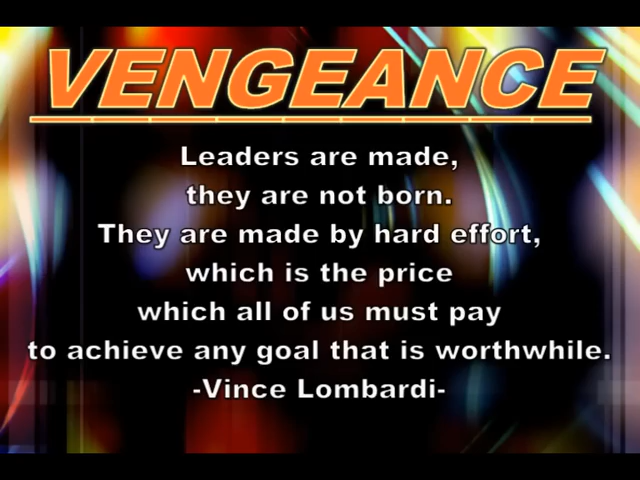 VENGEANCE
Leaders are made,
they are not born.
They are made by hard effort,
which is the price
which all of us must pay
to achieve any goal that is worthwhile.
-Vince Lombardi-